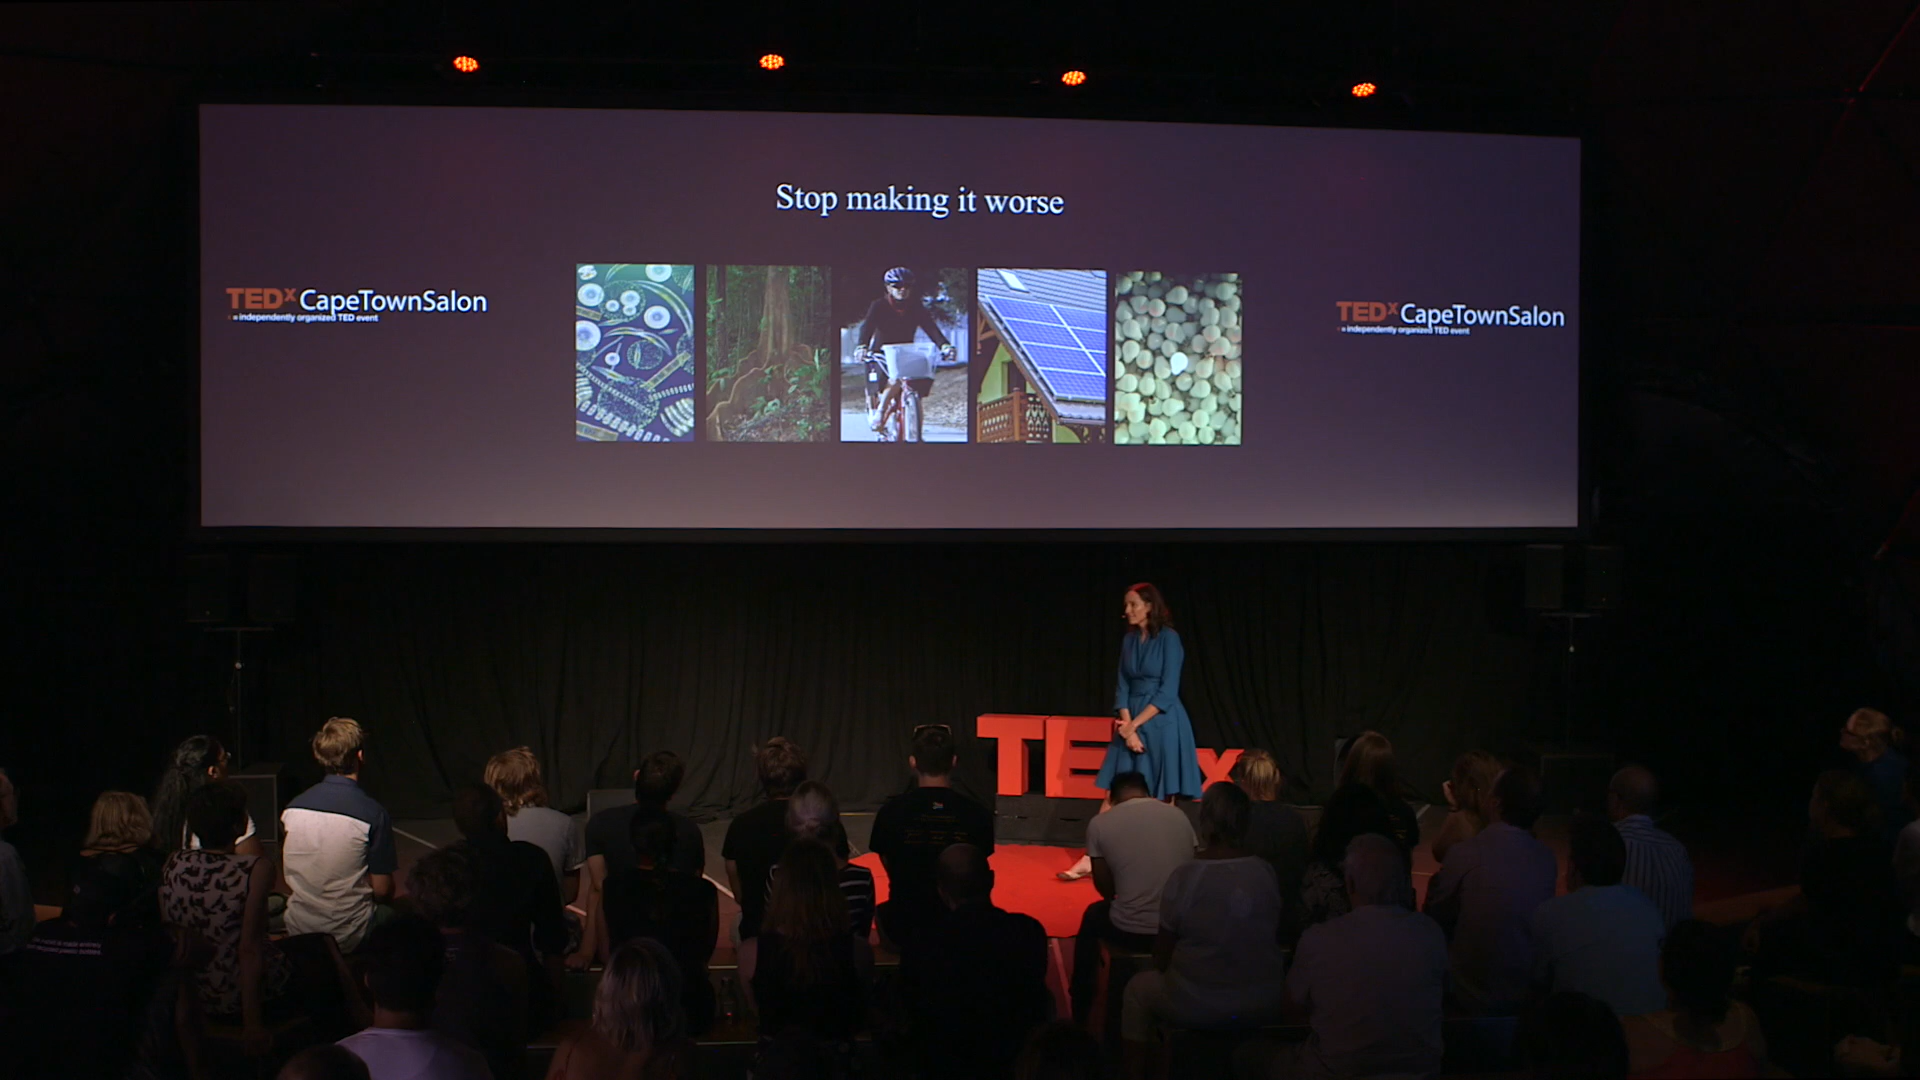 Stop making it worse
TEDx CapeTownSalon
independently organized TED event
TEDx CapeTownSalon
independently organized TED event
TEDx